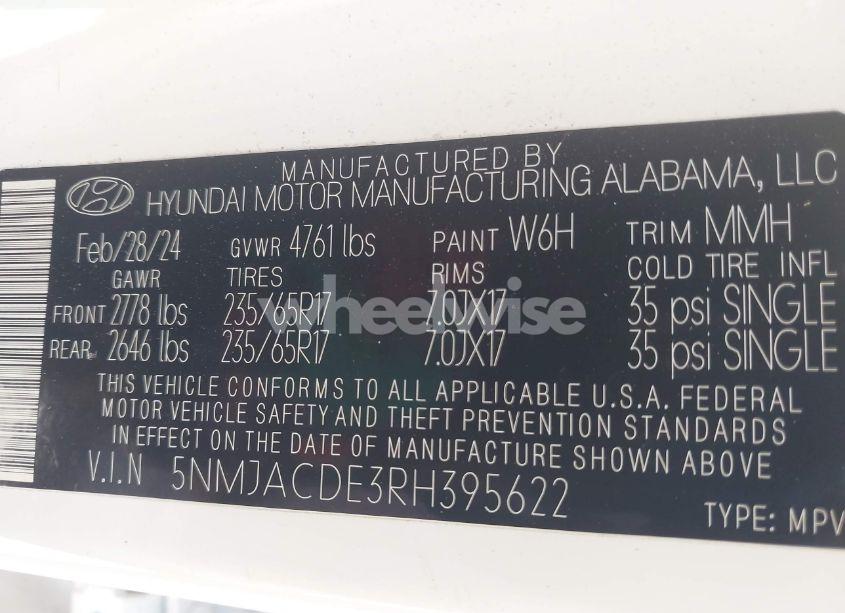 MANUFACTURED BY
HYUNDAI MOTOR MANUFACTURING ALABAMA, LLC
Feb/28/24 GVWR 4761 lbs PAINT W6H TRIM MMH
GAWR TIRES RIMS COLD TIRE INFL
FRONT 2778 lbs 235/65R17 7.0JX17 35 psi SINGLE
wheelwise
REAR 2646 lbs 235/65R17 7.0JX17 35 psi SINGLE
THIS VEHICLE CONFORMS TO ALL APPLICABLE U.S.A. FEDERAL
MOTOR VEHICLE SAFETY AND THEFT PREVENTION STANDARDS
IN EFFECT ON THE DATE OF MANUFACTURE SHOWN ABOVE
V.I.N 5NMJACDE3RH395622
TYPE: MPV